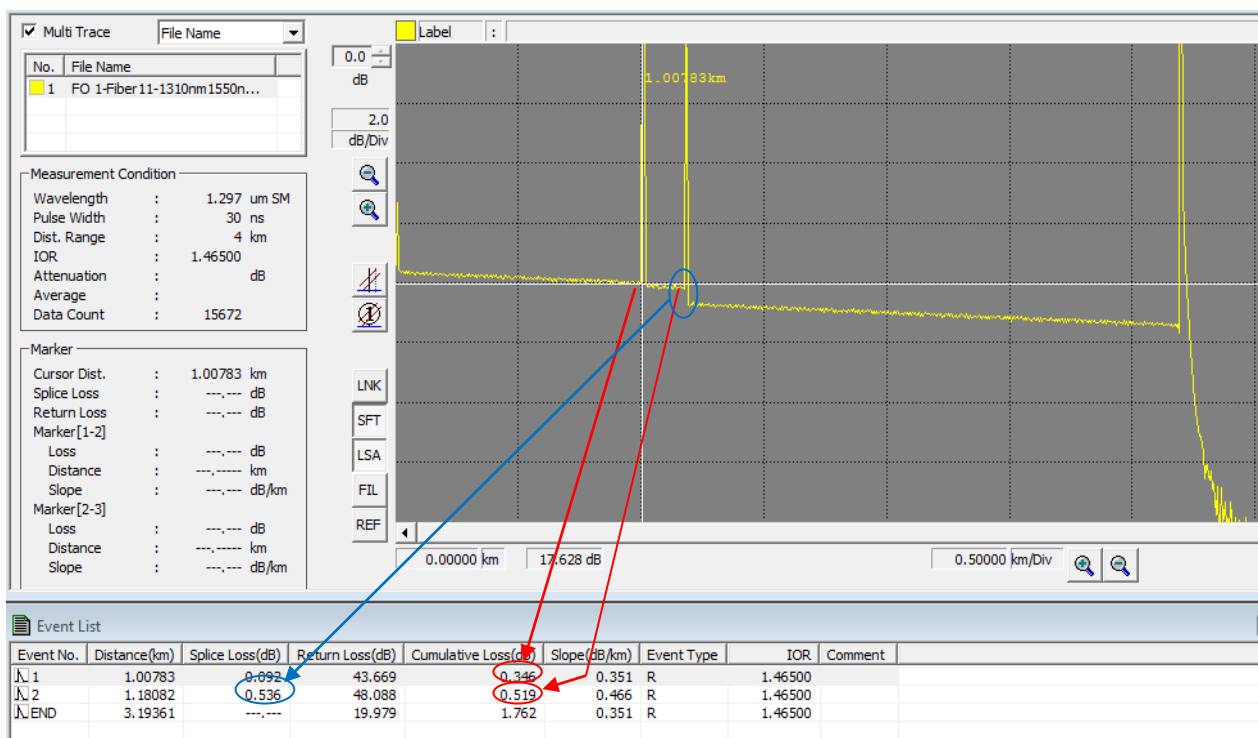 Multi Trace File Name
No. File Name
1 FO 1-Fiber11-1310nm1550n...
Measurement Condition
Wavelength : 1.297 um SM
Pulse Width : 30 ns
Dist. Range : 4 km
IOR : 1.46500
Attenuation : dB
Average :
Data Count : 15672
Marker
Cursor Dist. : 1.00783 km
Splice Loss : ---.--- dB
Return Loss : ---.--- dB
Marker[1-2]
Loss : ---.--- dB
Distance : ---.----- km
Slope : ---.--- dB/km
Marker[2-3]
Loss : ---.--- dB
Distance : ---.----- km
Slope : ---.--- dB/km
0.0
dB
2.0
dB/Div
LNK
SFT
LSA
FIL
REF
Label :
1.00783km
0.00000 km 17.628 dB 0.50000 km/Div
Event List
Event No. Distance(km) Splice Loss(dB) Return Loss(dB) Cumulative Loss(dB) Slope(dB/km) Event Type IOR Comment
1 1.00783 0.092 43.669 0.346 0.351 R 1.46500
2 1.18082 0.536 48.088 0.519 0.466 R 1.46500
END 3.19361 ---.--- 19.979 1.762 0.351 R 1.46500